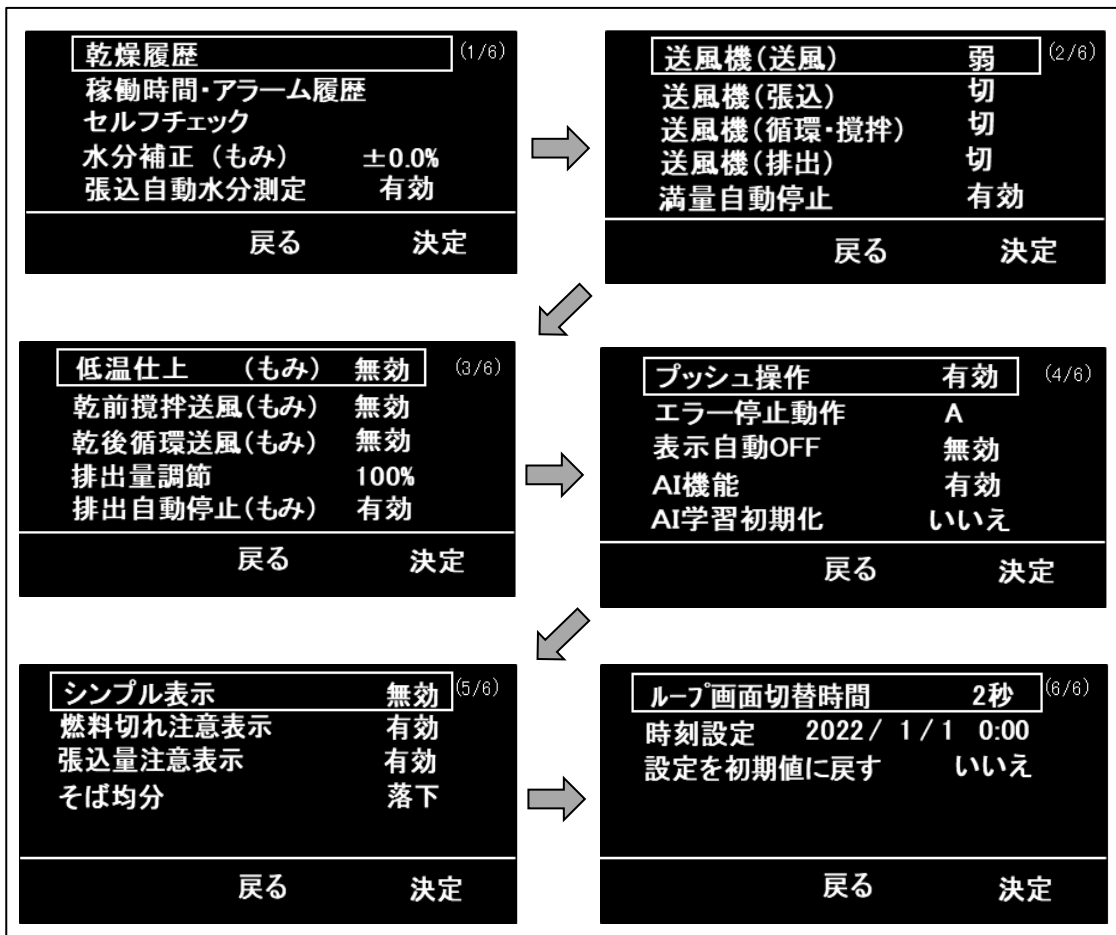 乾燥履歴 (1/6)
稼働時間・アラーム履歴
セルフチェック
水分補正(もみ) ±0.0%
張込自動水分測定 有効
戻る 決定
送風機(送風) 弱 (2/6)
送風機(張込) 切
送風機(循環・撹拌) 切
送風機(排出) 切
満量自動停止 有効
戻る 決定
低温仕上 (もみ) 無効 (3/6)
乾前撹拌送風(もみ) 無効
乾後循環送風(もみ) 無効
排出量調節 100%
排出自動停止(もみ) 有効
戻る 決定
プッシュ操作 有効 (4/6)
エラー停止動作 A
表示自動OFF 無効
AI機能 有効
AI学習初期化 いいえ
戻る 決定
シンプル表示 無効 (5/6)
燃料切れ注意表示 有効
張込量注意表示 有効
そば均分 落下
戻る 決定
ループ画面切替時間 2秒 (6/6)
時刻設定 2022/ 1/1 0:00
設定を初期値に戻す いいえ
戻る 決定